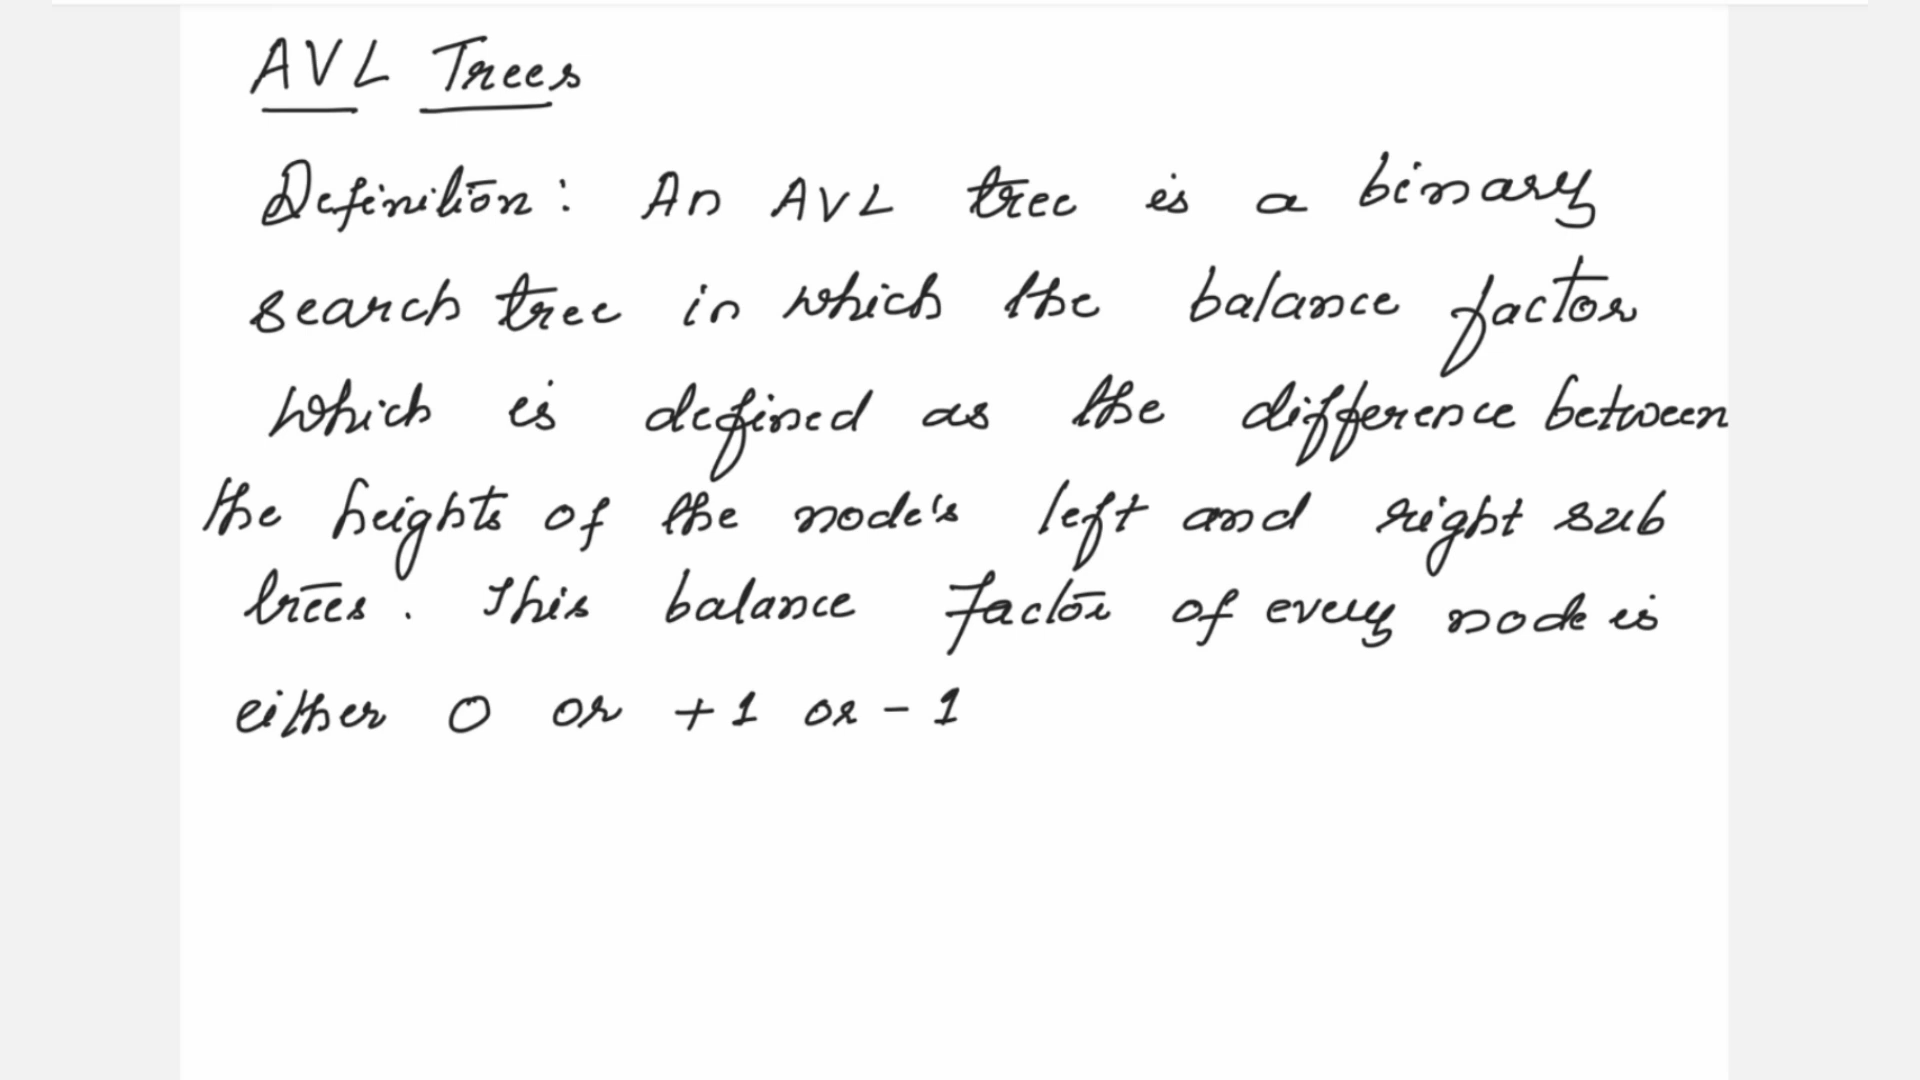 AVL Trees
Definition: An AVL tree is a binary
search tree in which the balance factor
which is defined as the difference between
the heights of the node's left and right sub
trees. This balance factor of every node is
either 0 or +1 or -1